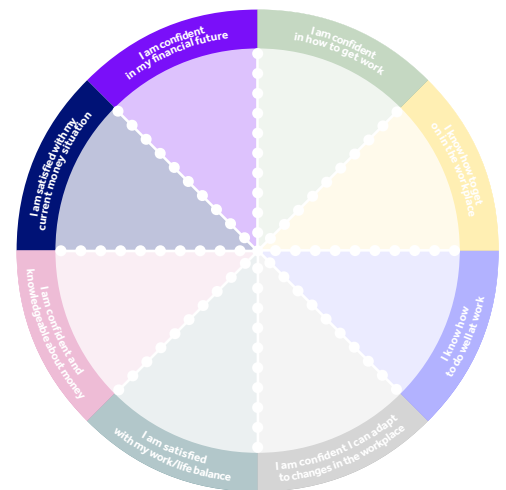 I am confident
in how to get work
I know how to get
on in the workplace
I know how
to do well at work
I am confident I can adapt
to changes in the workplace
I am satisfied
with my work/life balance
I am confident and
knowledgeable about money
I am satisfied with my
current money situation
I am confident
in my financial future